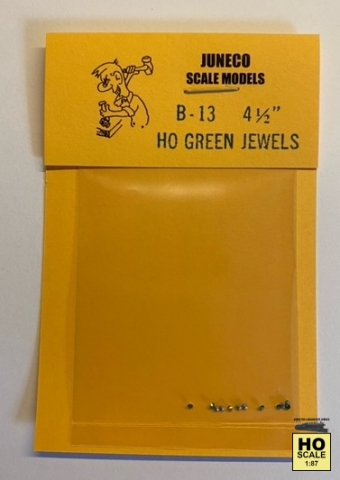 JUNECO
SCALE MODELS
B-13 4½"
HO GREEN JEWELS
HO
SCALE
1:87